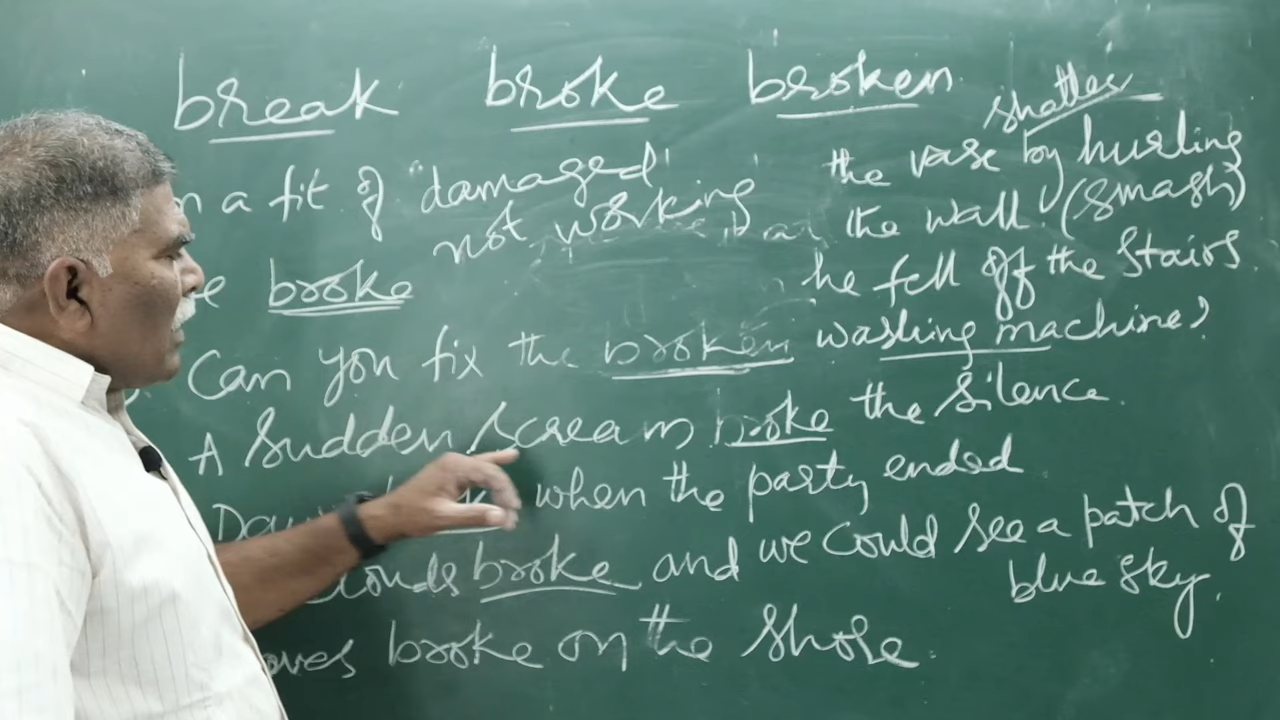 break broke broken
shatter
a fit of "damaged" the vase by hurling
not working the wall (smash)
broke he fell off the stairs.
Can you fix the broken washing machine?
A sudden scream broke the silence.
when the party ended
broke and we could see a patch of
blue sky.
broke on the shore.